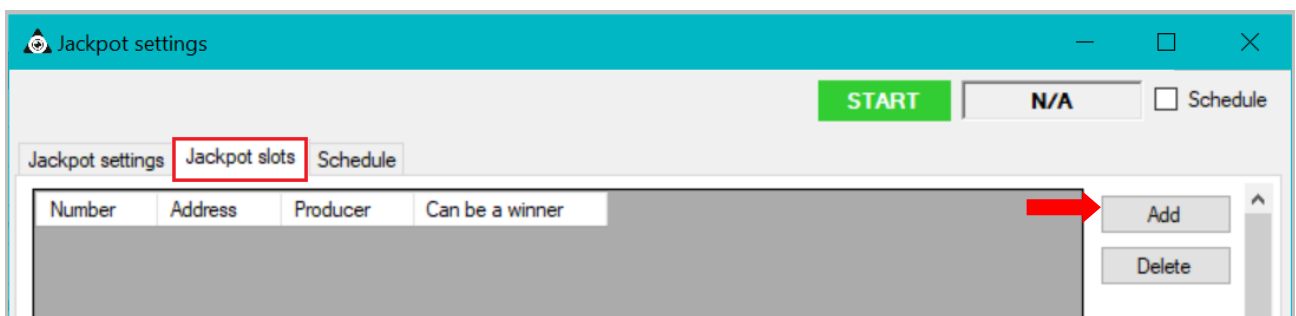 Jackpot settings
START N/A Schedule
Jackpot settings Jackpot slots Schedule
Number Address Producer Can be a winner
Add
Delete